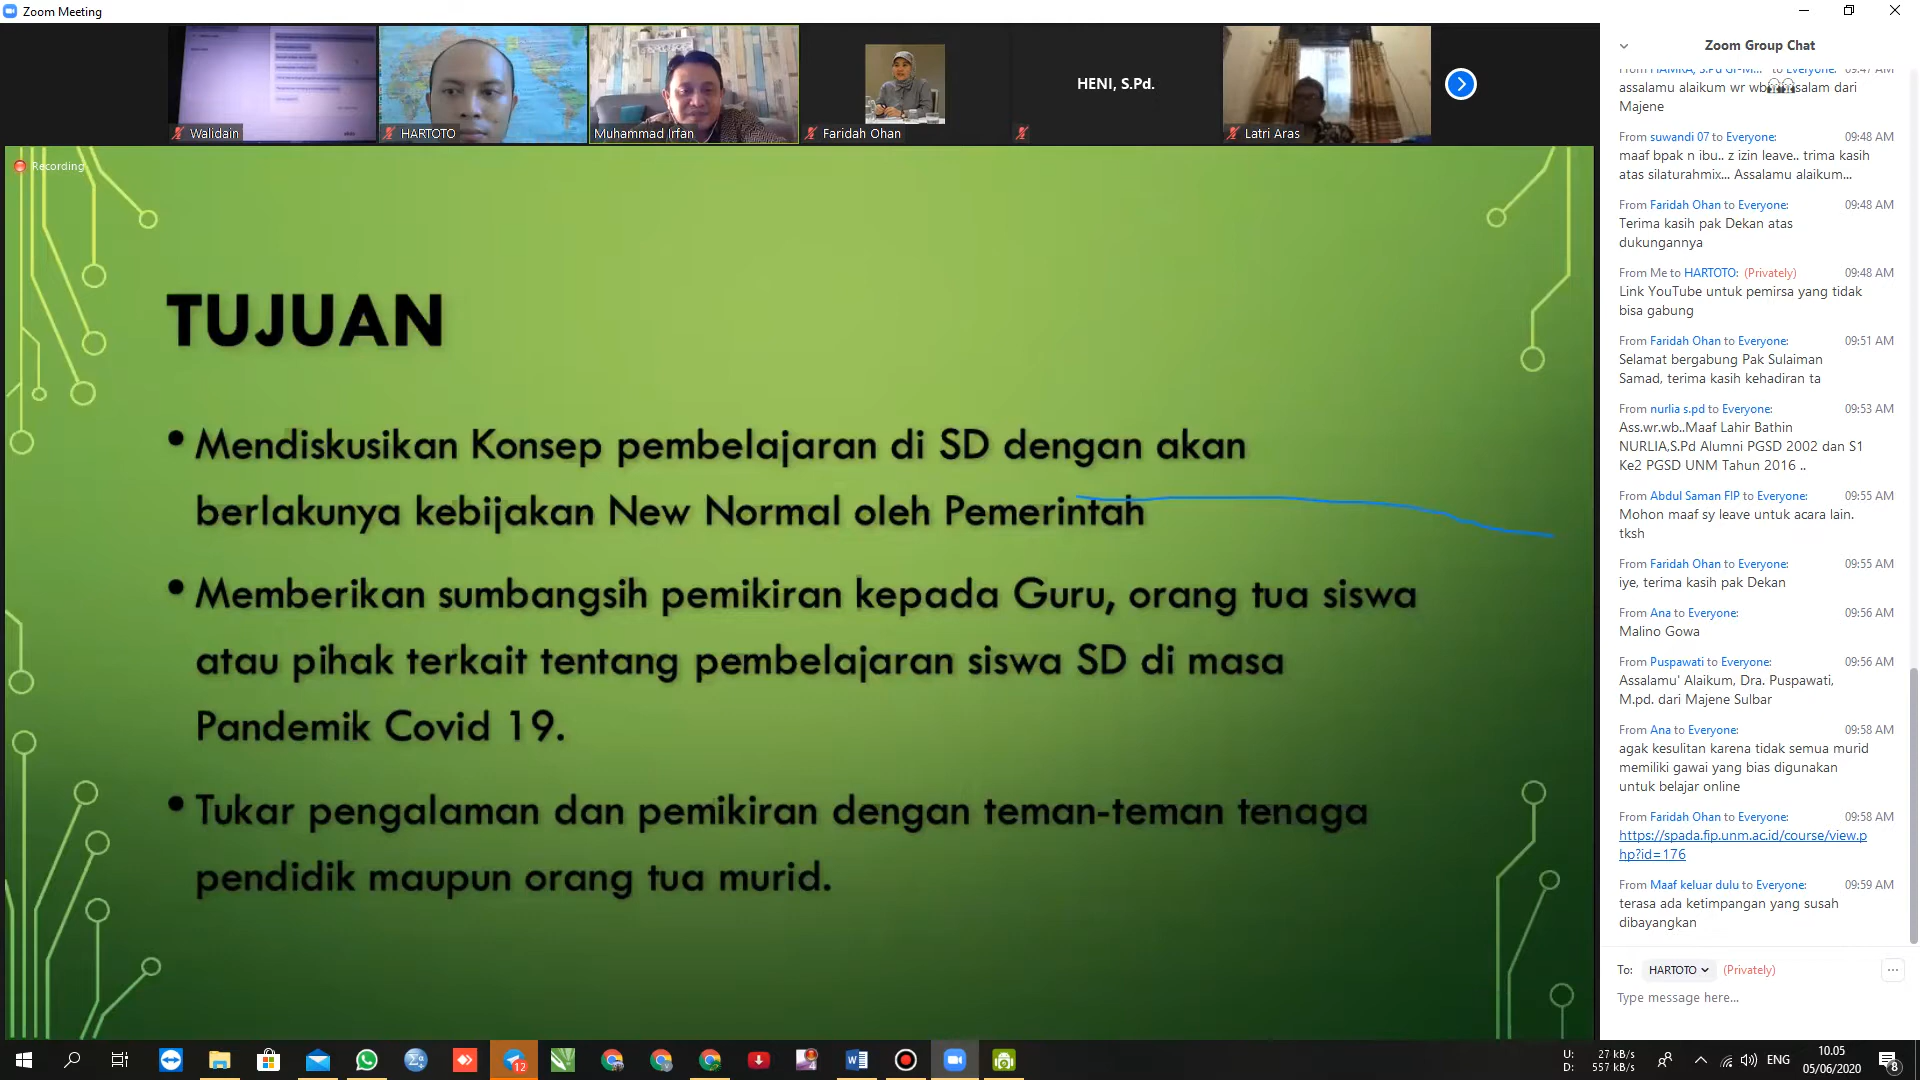 Zoom Meeting
Walidain
HARTOTO
Muhammad Irfan
Faridah Ohan
HENI, S.Pd.
Latri Aras
Recording
TUJUAN
• Mendiskusikan Konsep pembelajaran di SD dengan akan
berlakunya kebijakan New Normal oleh Pemerintah
• Memberikan sumbangsih pemikiran kepada Guru, orang tua siswa
atau pihak terkait tentang pembelajaran siswa SD di masa
Pandemik Covid 19.
• Tukar pengalaman dan pemikiran dengan teman-teman tenaga
pendidik maupun orang tua murid.
Zoom Group Chat
to Everyone: 09:47 AM
assalamu alaikum wr wb salam dari
Majene
From suwandi 07 to Everyone: 09:48 AM
maaf bpak n ibu.. z izin leave.. trima kasih
atas silaturahmix... Assalamu alaikum...
From Faridah Ohan to Everyone: 09:48 AM
Terima kasih pak Dekan atas
dukungannya
From Me to HARTOTO: (Privately) 09:48 AM
Link YouTube untuk pemirsa yang tidak
bisa gabung
From Faridah Ohan to Everyone: 09:51 AM
Selamat bergabung Pak Sulaiman
Samad, terima kasih kehadiran ta
From nurlia s.pd to Everyone: 09:53 AM
Ass.wr.wb..Maaf Lahir Bathin
NURLIA,S.Pd Alumni PGSD 2002 dan S1
Ke2 PGSD UNM Tahun 2016 ..
From Abdul Saman FIP to Everyone: 09:55 AM
Mohon maaf sy leave untuk acara lain.
tksh
From Faridah Ohan to Everyone: 09:55 AM
iye, terima kasih pak Dekan
From Ana to Everyone: 09:56 AM
Malino Gowa
From Puspawati to Everyone: 09:56 AM
Assalamu' Alaikum, Dra. Puspawati,
M.pd. dari Majene Sulbar
From Ana to Everyone: 09:58 AM
agak kesulitan karena tidak semua murid
memiliki gawai yang bias digunakan
untuk belajar online
From Faridah Ohan to Everyone: 09:58 AM
https://spada.fip.unm.ac.id/course/view.p
hp?id=176
From Maaf keluar dulu to Everyone: 09:59 AM
terasa ada ketimpangan yang susah
dibayangkan
To: HARTOTO (Privately)
Type message here...
12
U: 27 kB/s
D: 557 kB/s
ENG
10.05
05/06/2020
8